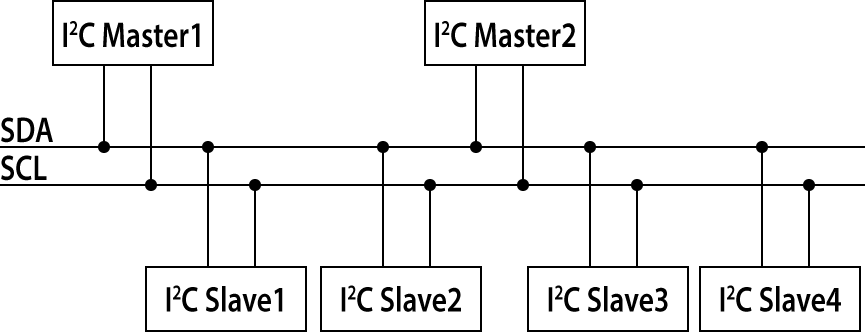 I²C Master1
I²C Master2
SDA
SCL
I²C Slave1
I²C Slave2
I²C Slave3
I²C Slave4